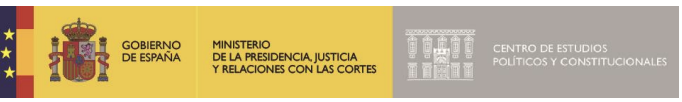 GOBIERNO
DE ESPAÑA
MINISTERIO
DE LA PRESIDENCIA, JUSTICIA
Y RELACIONES CON LAS CORTES
CENTRO DE ESTUDIOS
POLÍTICOS Y CONSTITUCIONALES